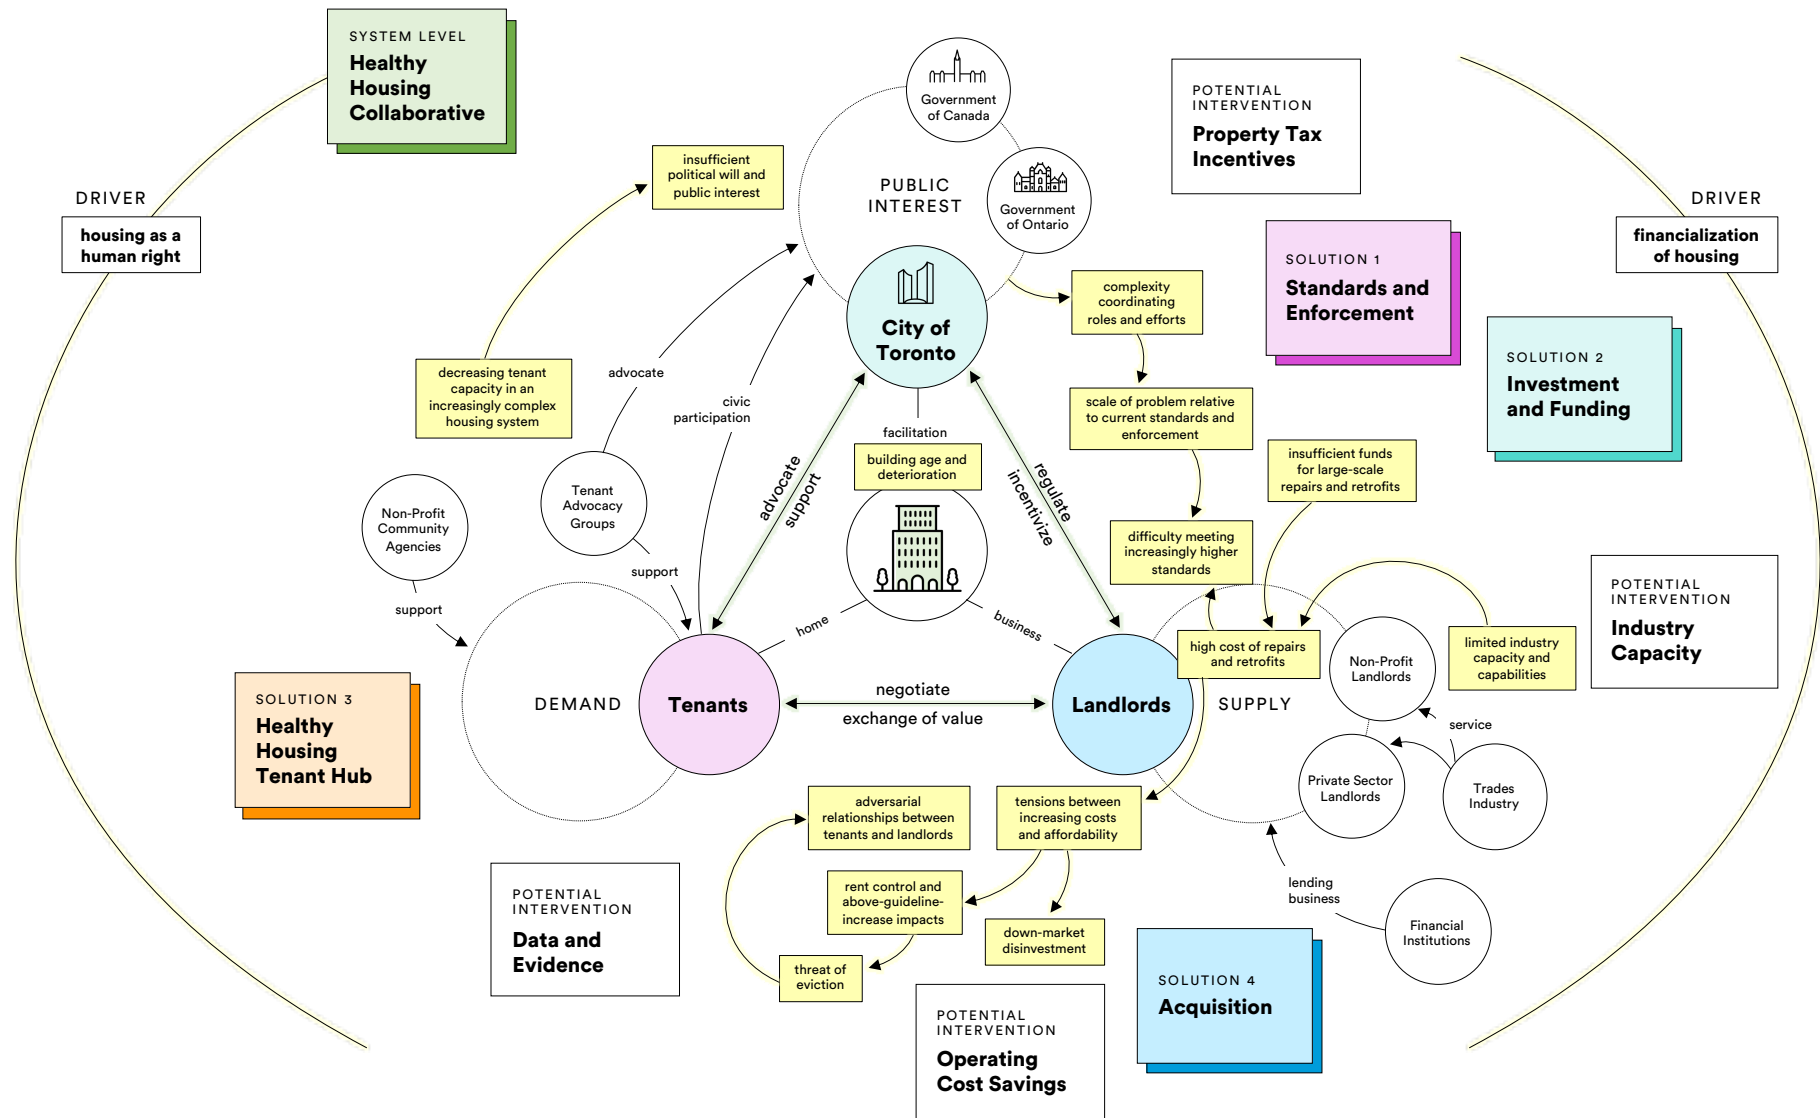 SYSTEM LEVEL
Healthy
Housing
Collaborative
DRIVER
housing as a
human right
insufficient
political will and
public interest
Government
of Canada
PUBLIC
INTEREST
Government
of Ontario
POTENTIAL
INTERVENTION
Property Tax
Incentives
DRIVER
financialization
of housing
SOLUTION 1
Standards and
Enforcement
SOLUTION 2
Investment
and Funding
City of
Toronto
complexity
coordinating
roles and efforts
decreasing tenant
capacity in an
increasingly complex
housing system
advocate
civic
participation
facilitation
building age and
deterioration
scale of problem relative
to current standards and
enforcement
insufficient funds
for large-scale
repairs and retrofits
advocate
support
regulate
incentivize
Non-Profit
Community
Agencies
Tenant
Advocacy
Groups
support
support
difficulty meeting
increasingly higher
standards
home
business
high cost of repairs
and retrofits
Non-Profit
Landlords
limited industry
capacity and
capabilities
POTENTIAL
INTERVENTION
Industry
Capacity
DEMAND
Tenants
negotiate
exchange of value
Landlords
SUPPLY
service
Private Sector
Landlords
Trades
Industry
SOLUTION 3
Healthy
Housing
Tenant Hub
adversarial
relationships between
tenants and landlords
tensions between
increasing costs
and affordability
rent control and
above-guideline-
increase impacts
down-market
disinvestment
threat of
eviction
lending
business
Financial
Institutions
POTENTIAL
INTERVENTION
Data and
Evidence
POTENTIAL
INTERVENTION
Operating
Cost Savings
SOLUTION 4
Acquisition